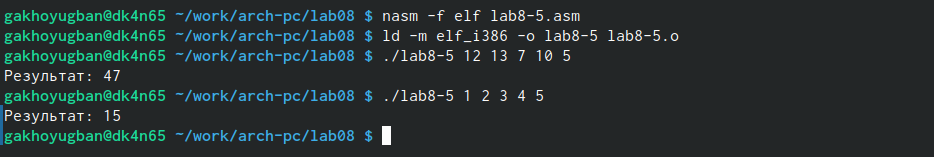 gakhoyugban@dk4n65 ~/work/arch-pc/lab08 $ nasm -f elf lab8-5.asm
gakhoyugban@dk4n65 ~/work/arch-pc/lab08 $ ld -m elf_i386 -o lab8-5 lab8-5.o
gakhoyugban@dk4n65 ~/work/arch-pc/lab08 $ ./lab8-5 12 13 7 10 5
Результат: 47
gakhoyugban@dk4n65 ~/work/arch-pc/lab08 $ ./lab8-5 1 2 3 4 5
Результат: 15
gakhoyugban@dk4n65 ~/work/arch-pc/lab08 $